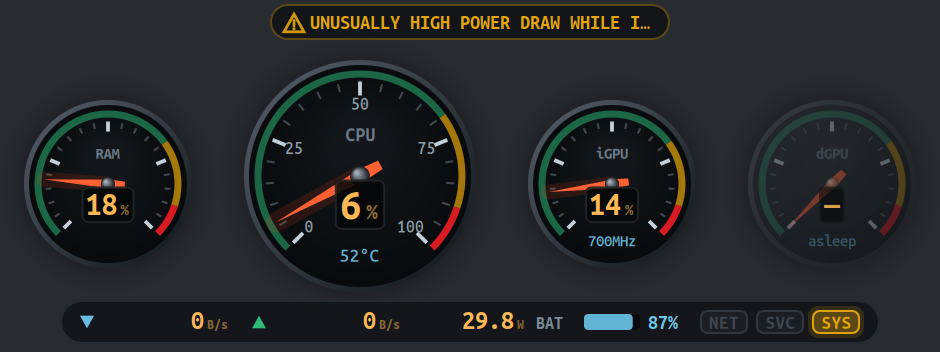 UNUSUALLY HIGH POWER DRAW WHILE I…
50
CPU
25 75
0 100
6 %
52°C
RAM
18 %
iGPU
14 %
700MHz
dGPU
—
asleep
▼ 0 B/s ▲ 0 B/s 29.8 W BAT 87% NET SVC SYS